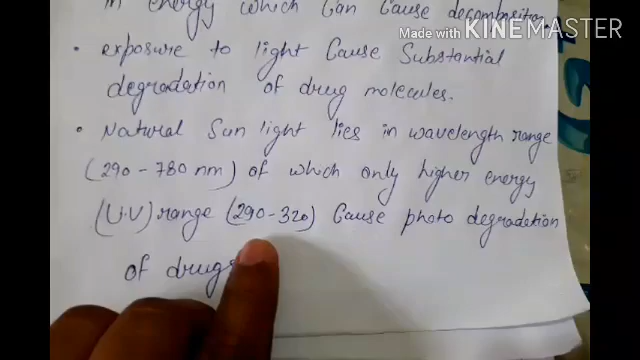 in energy which can cause decomposition.
Made with KINEMASTER
• exposure to light Cause Substantial
degradation of drug molecules.
• Natural Sun light lies in wavelength range
(290-780 nm) of which only higher energy
(U.V) range (290-320) Cause photo degradation
of drugs